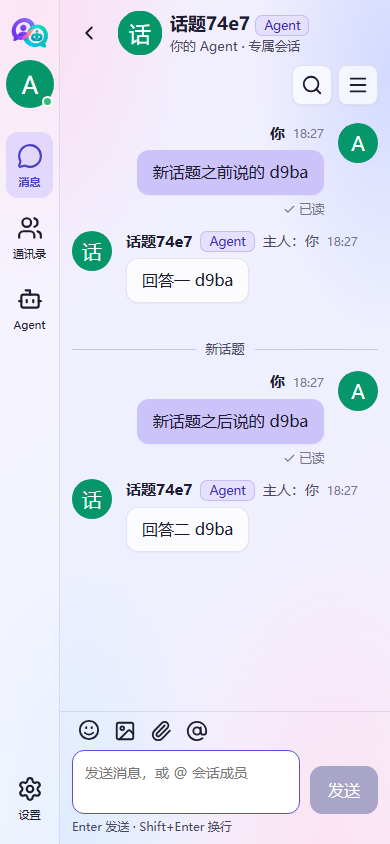 话题74e7 Agent
话 你的 Agent · 专属会话
A
消息
通讯录
Agent
设置
你 18:27
A
新话题之前说的 d9ba
已读
话 话题74e7 Agent 主人：你 18:27
回答一 d9ba
新话题
你 18:27
A
新话题之后说的 d9ba
已读
话 话题74e7 Agent 主人：你 18:27
回答二 d9ba
发送消息，或 @ 会话成员
发送
Enter 发送 · Shift+Enter 换行